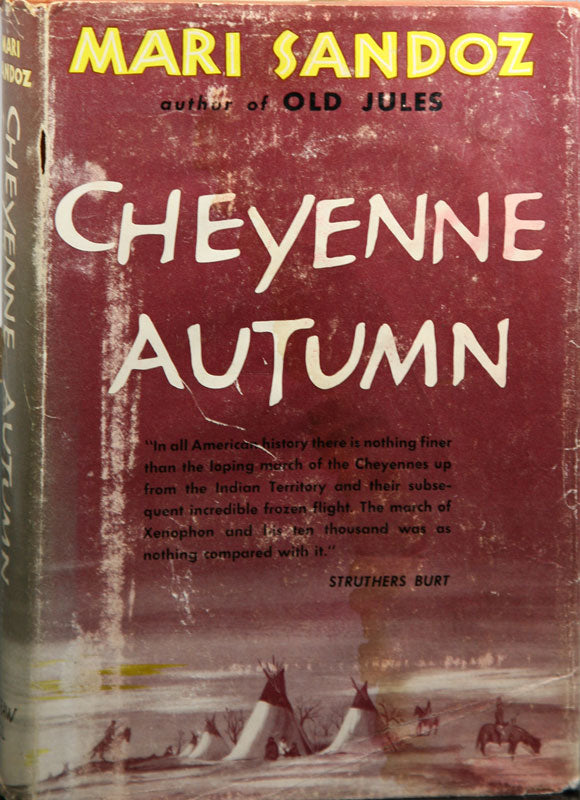 MARI SANDOZ
author of OLD JULES
CHEYENNE
AUTUMN
"In all American history there is nothing finer
than the loping march of the Cheyennes up
from the Indian Territory and their subse-
quent incredible frozen flight. The march of
Xenophon and his ten thousand was as
nothing compared with it."
STRUTHERS BURT
MARI
SANDOZ
CHEYENNE AUTUMN